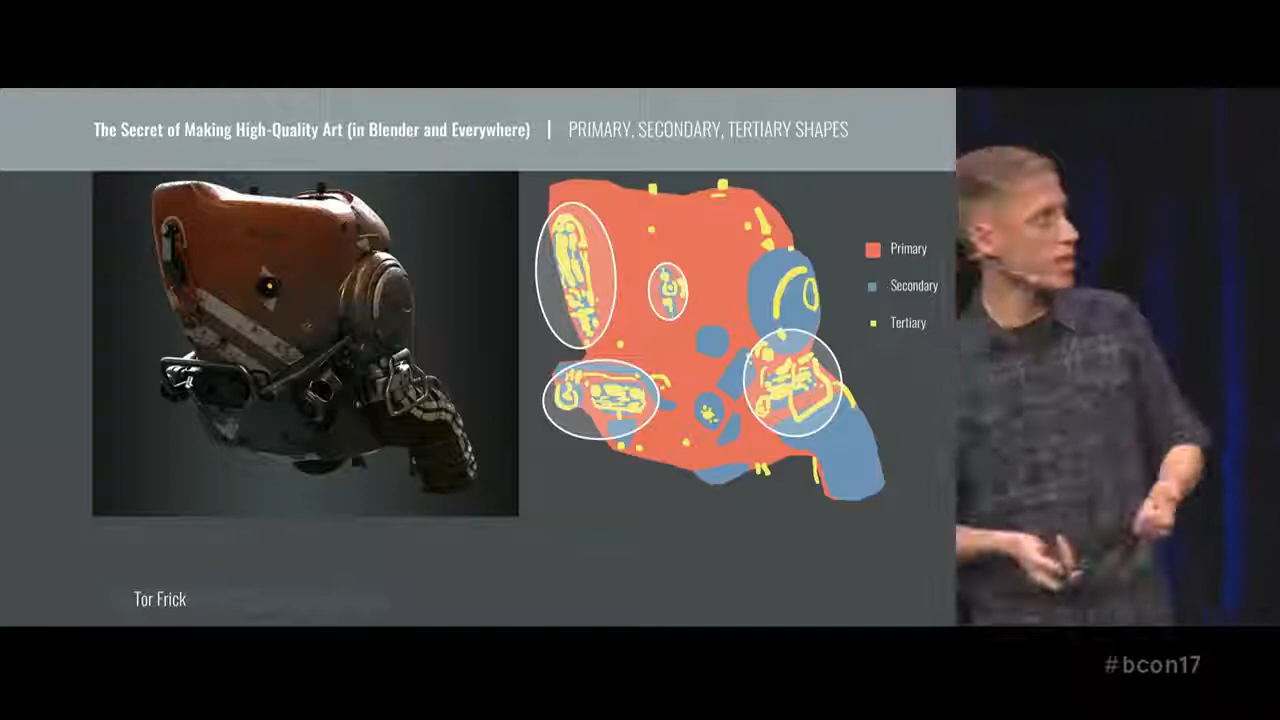 The Secret of Making High-Quality Art (in Blender and Everywhere) | PRIMARY, SECONDARY, TERTIARY SHAPES
Primary
Secondary
Tertiary
Tor Frick
#bcon17